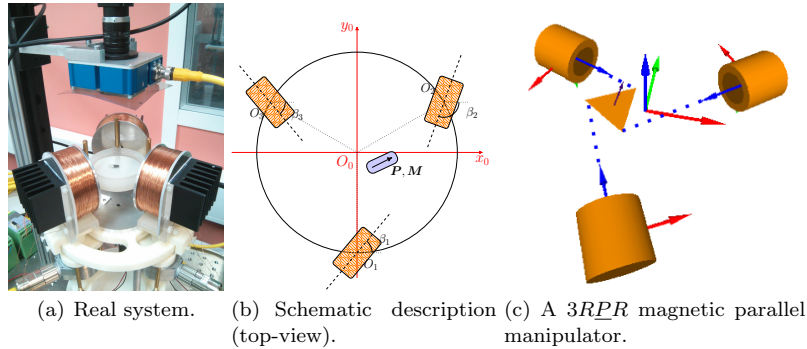 y₀
O₂
β₂
O₃
β₃
O₀
x₀
P, M
β₁
O₁
(a) Real system.
(b) Schematic description (top-view).
(c) A 3RPR magnetic parallel manipulator.